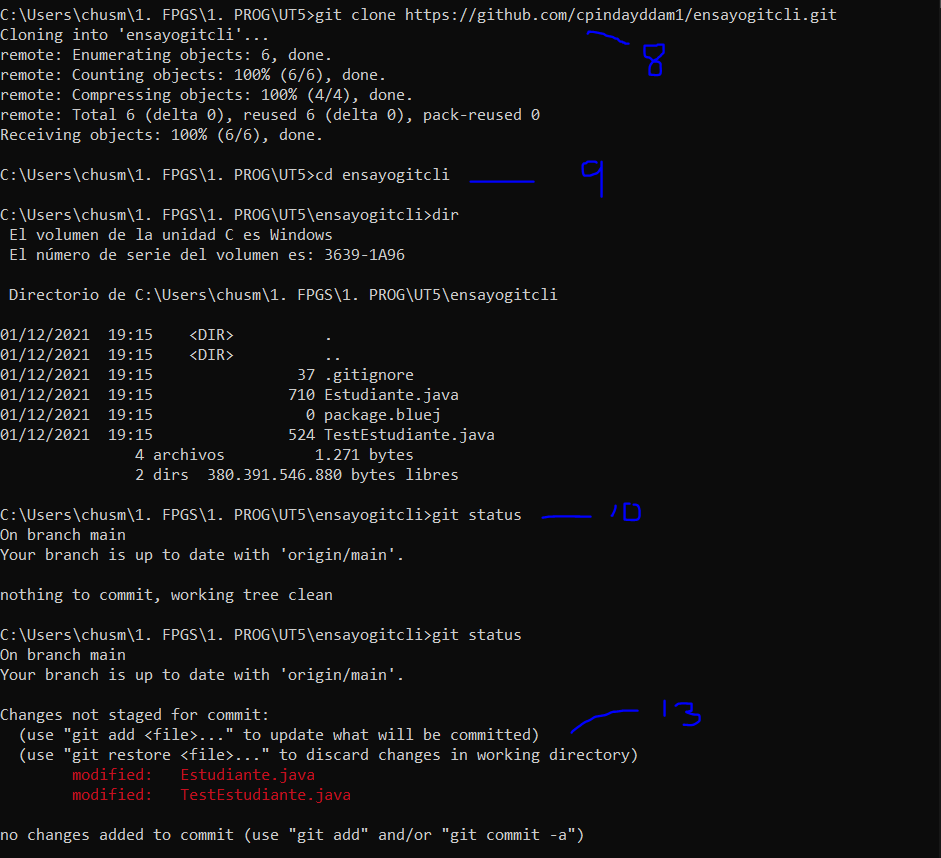 C:\Users\chusm\1. FPGS\1. PROG\UT5>git clone https://github.com/cpindayddam1/ensayogitcli.git
Cloning into 'ensayogitcli'...
remote: Enumerating objects: 6, done.
8
remote: Counting objects: 100% (6/6), done.
remote: Compressing objects: 100% (4/4), done.
remote: Total 6 (delta 0), reused 6 (delta 0), pack-reused 0
Receiving objects: 100% (6/6), done.
C:\Users\chusm\1. FPGS\1. PROG\UT5>cd ensayogitcli 9
C:\Users\chusm\1. FPGS\1. PROG\UT5\ensayogitcli>dir
El volumen de la unidad C es Windows
El número de serie del volumen es: 3639-1A96
Directorio de C:\Users\chusm\1. FPGS\1. PROG\UT5\ensayogitcli
01/12/2021 19:15 <DIR> .
01/12/2021 19:15 <DIR> ..
01/12/2021 19:15 37 .gitignore
01/12/2021 19:15 710 Estudiante.java
01/12/2021 19:15 0 package.bluej
01/12/2021 19:15 524 TestEstudiante.java
4 archivos 1.271 bytes
2 dirs 380.391.546.880 bytes libres
C:\Users\chusm\1. FPGS\1. PROG\UT5\ensayogitcli>git status 10
On branch main
Your branch is up to date with 'origin/main'.
nothing to commit, working tree clean
C:\Users\chusm\1. FPGS\1. PROG\UT5\ensayogitcli>git status
On branch main
Your branch is up to date with 'origin/main'.
Changes not staged for commit: 13
(use "git add <file>..." to update what will be committed)
(use "git restore <file>..." to discard changes in working directory)
modified: Estudiante.java
modified: TestEstudiante.java
no changes added to commit (use "git add" and/or "git commit -a")